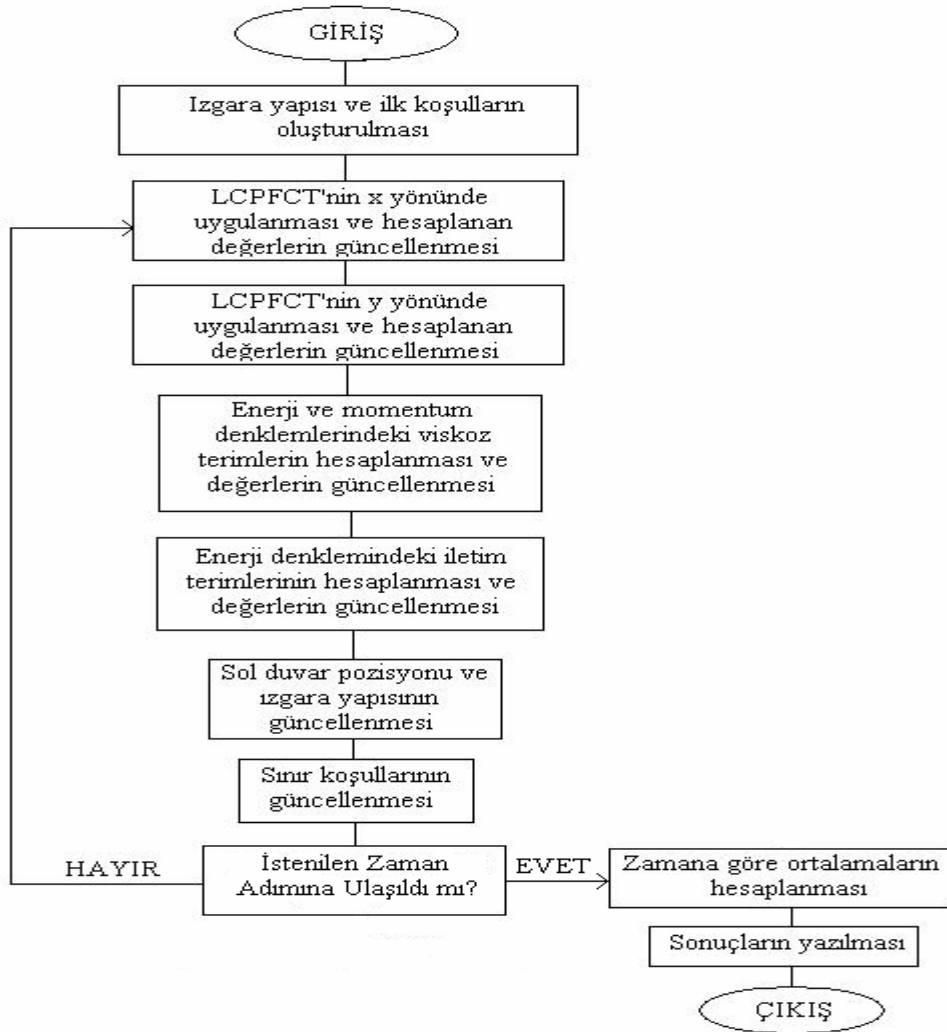 GİRİŞ
Izgara yapısı ve ilk koşulların
oluşturulması
LCPFCT'nin x yönünde
uygulanması ve hesaplanan
değerlerin güncellenmesi
LCPFCT'nin y yönünde
uygulanması ve hesaplanan
değerlerin güncellenmesi
Enerji ve momentum
denklemlerindeki viskoz
terimlerin hesaplanması ve
değerlerin güncellenmesi
Enerji denklemindeki iletim
terimlerinin hesaplanması ve
değerlerin güncellenmesi
Sol duvar pozisyonu ve
ızgara yapısının
güncellenmesi
Sınır koşullarının
güncellenmesi
İstenilen Zaman
Adımına Ulaşıldı mı?
HAYIR
EVET
Zamana göre ortalamaların
hesaplanması
Sonuçların yazılması
ÇIKIŞ